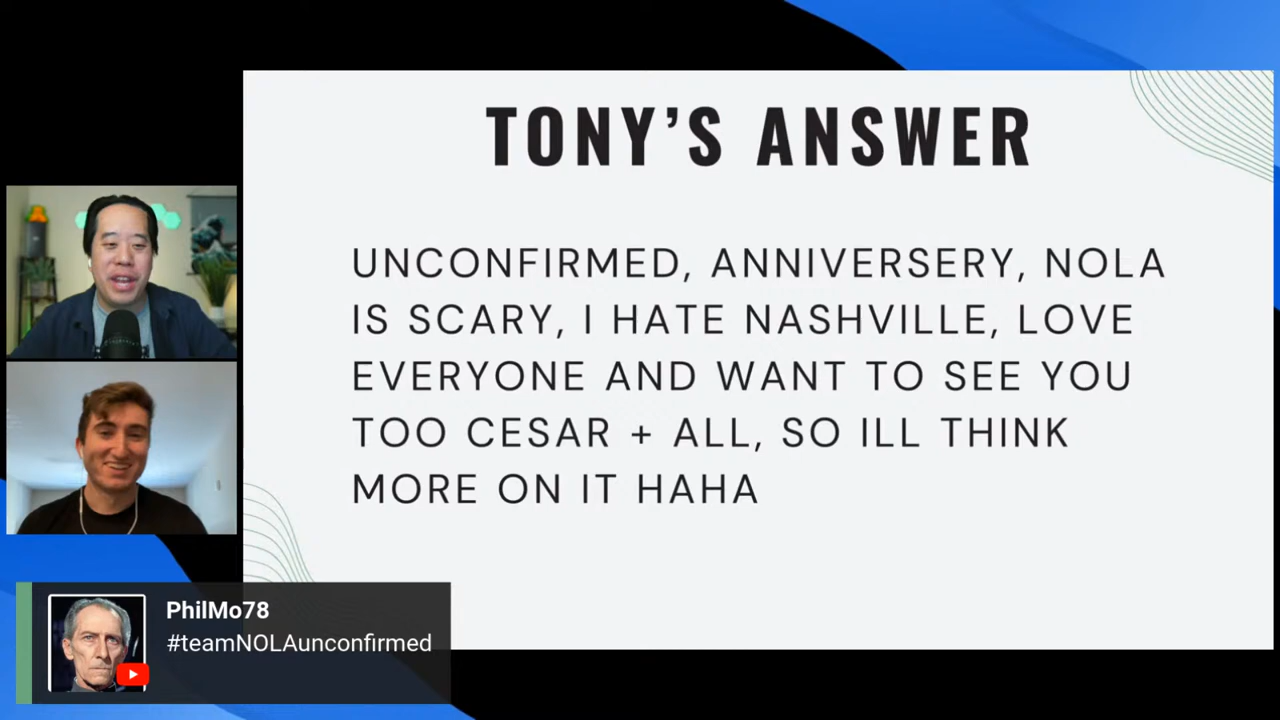 TONY'S ANSWER
UNCONFIRMED, ANNIVERSERY, NOLA
IS SCARY, I HATE NASHVILLE, LOVE
EVERYONE AND WANT TO SEE YOU
TOO CESAR + ALL, SO ILL THINK
MORE ON IT HAHA
PhilMo78
#teamNOLAunconfirmed